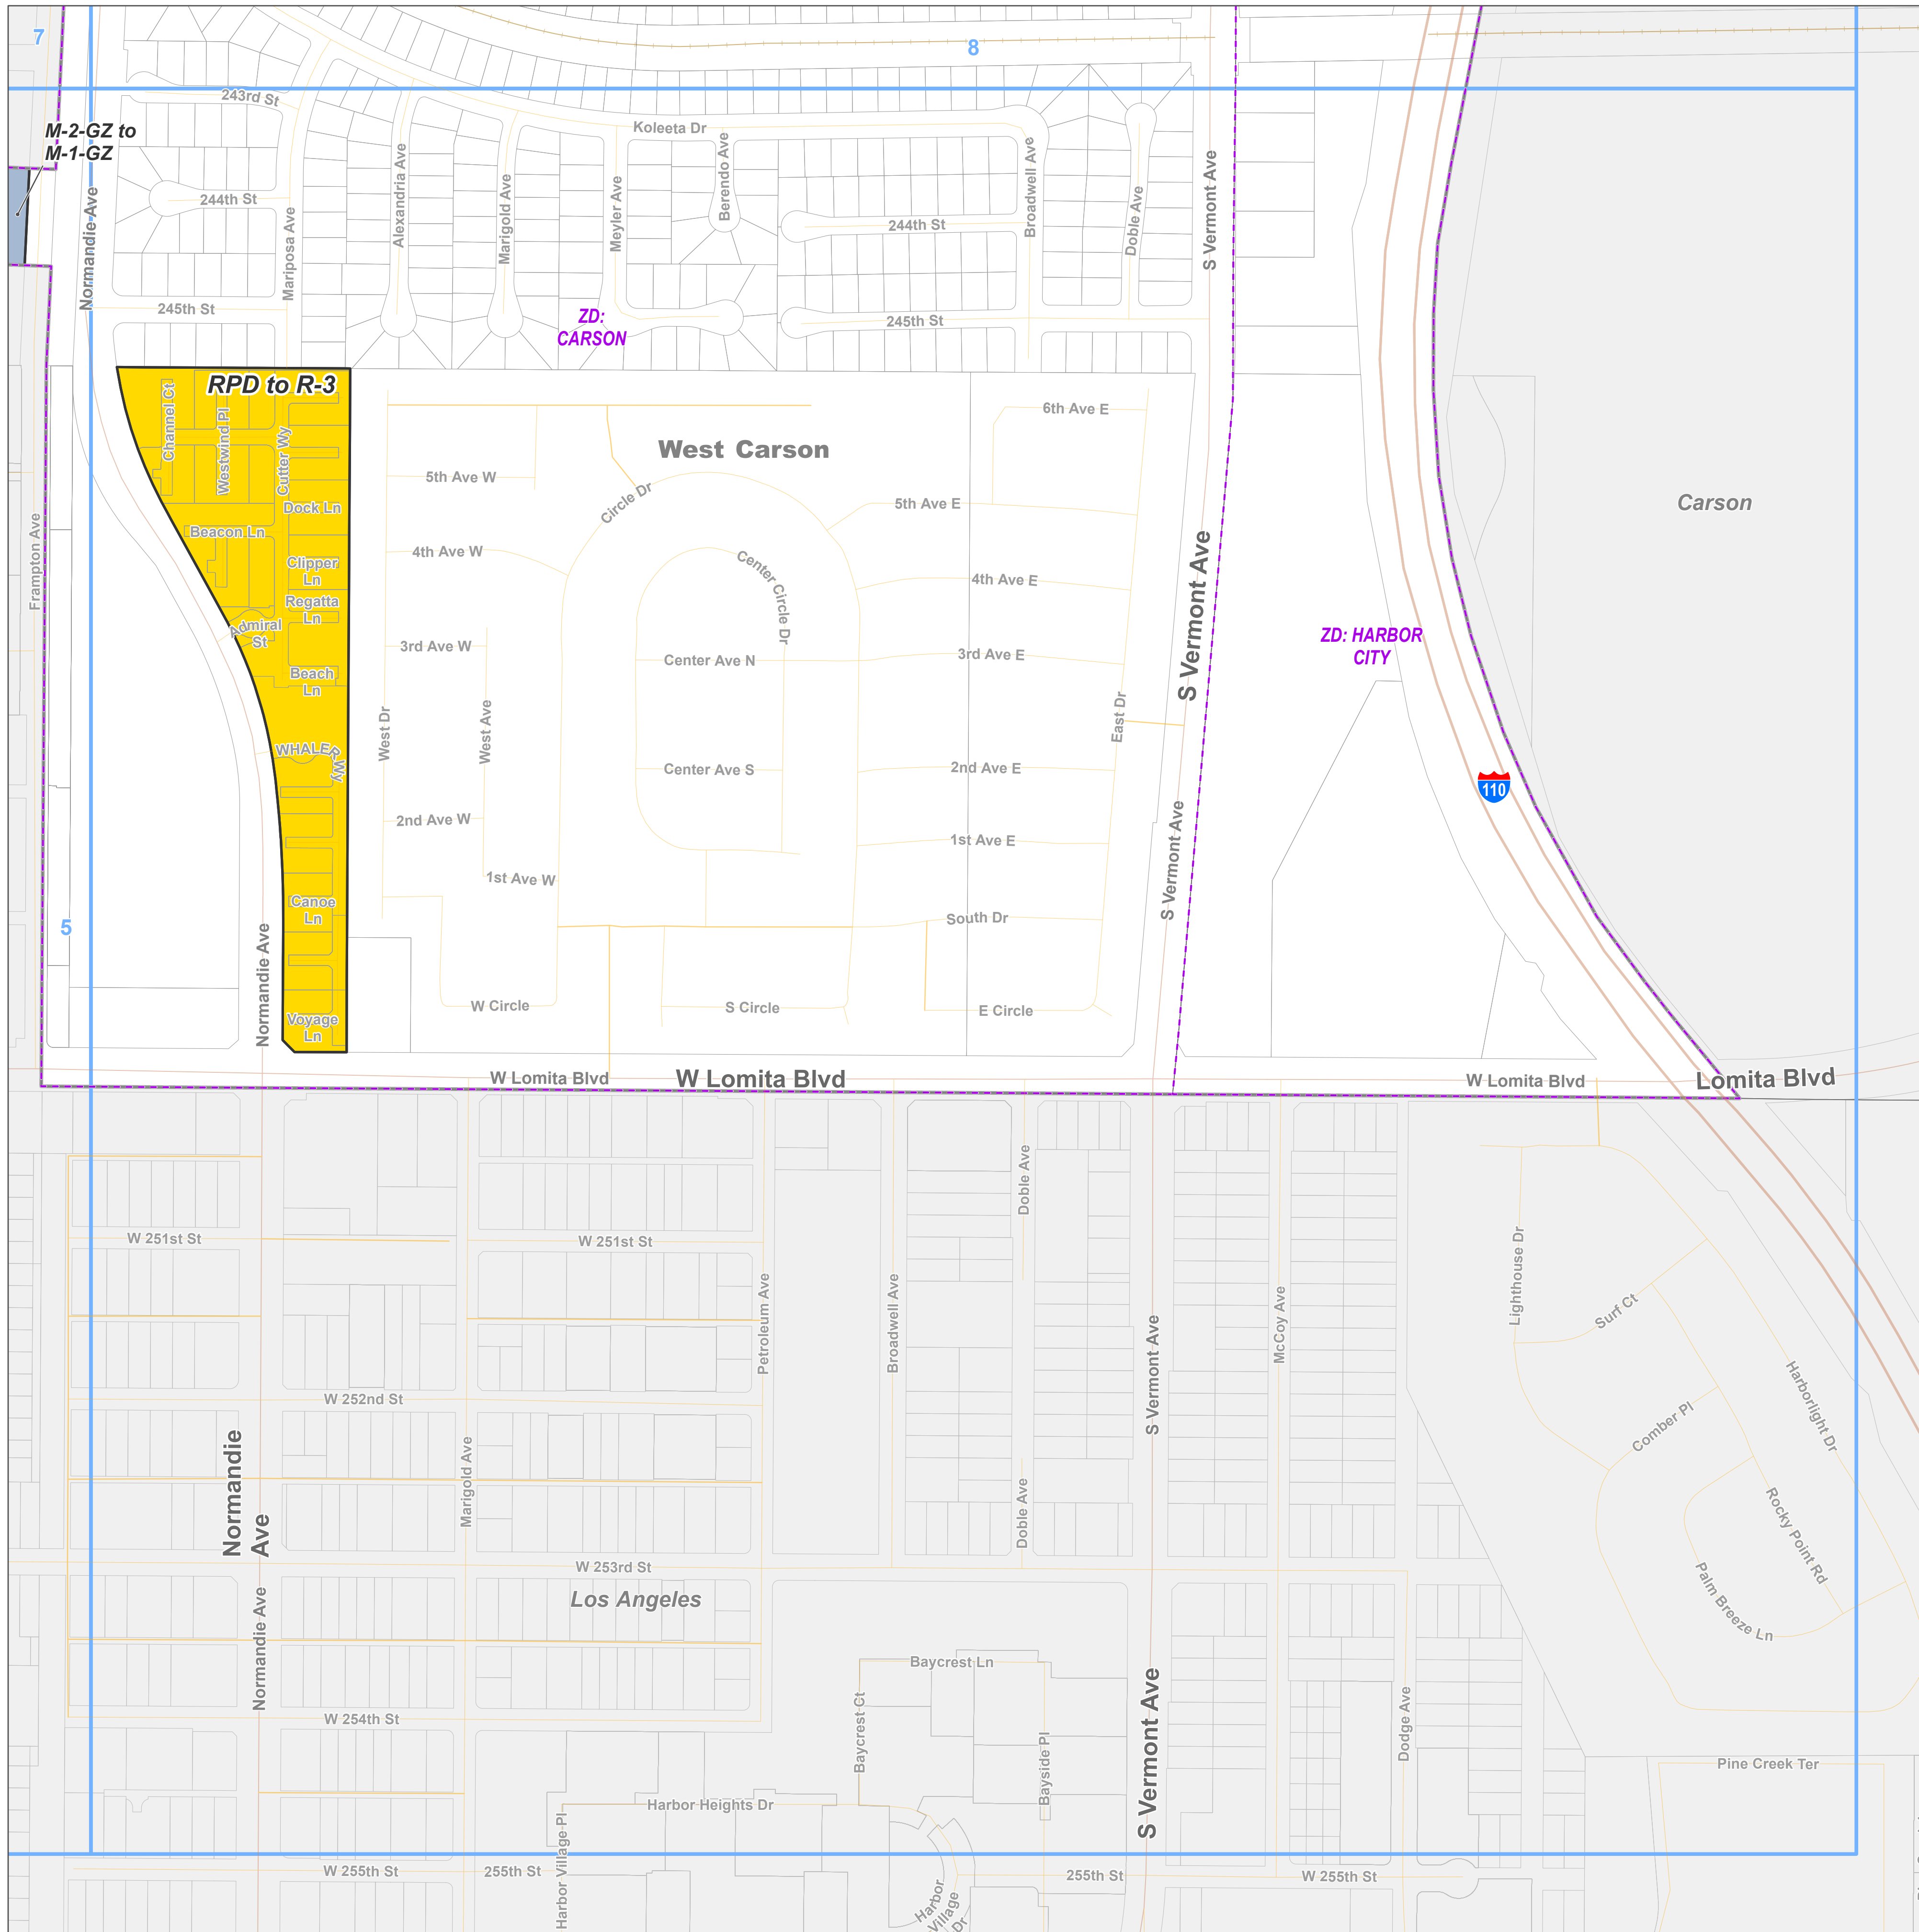 7
8
243rd St
M-2-GZ to
M-1-GZ
Koleeta Dr
Normandie Ave
244th St
Mariposa Ave
Alexandria Ave
Marigold Ave
Meyler Ave
Berendo Ave
244th St
Broadwell Ave
Doble Ave
S Vermont Ave
245th St
ZD:
CARSON
245th St
RPD to R-3
Channel Ct
Westwind Pl
Cutter Wy
Dock Ln
Beacon Ln
Clipper
Ln
Regatta
Ln
Admiral
St
Beach
Ln
WHALER Wy
Canoe
Ln
Voyage
Ln
Frampton Ave
5
Normandie Ave
West Carson
6th Ave E
5th Ave W
Circle Dr
5th Ave E
4th Ave W
Center Circle Dr
4th Ave E
3rd Ave W
Center Ave N
3rd Ave E
West Dr
West Ave
East Dr
Center Ave S
2nd Ave E
2nd Ave W
1st Ave E
1st Ave W
South Dr
W Circle
S Circle
E Circle
S Vermont Ave
S Vermont Ave
Carson
ZD: HARBOR
CITY
110
W Lomita Blvd
W Lomita Blvd
W Lomita Blvd
Lomita Blvd
Doble Ave
W 251st St
W 251st St
Petroleum Ave
Broadwell Ave
S Vermont Ave
McCoy Ave
Lighthouse Dr
Surf Ct
Harborlight Dr
W 252nd St
Comber Pl
Normandie
Ave
Marigold Ave
Doble Ave
Rocky Point Rd
W 253rd St
Palm Breeze Ln
Los Angeles
Normandie Ave
Baycrest Ln
W 254th St
Baycrest Ct
Bayside Pl
S Vermont Ave
Dodge Ave
Pine Creek Ter
Harbor Heights Dr
Harbor Village Pl
W 255th St
255th St
Harbor
Village
Dr
255th St
W 255th St